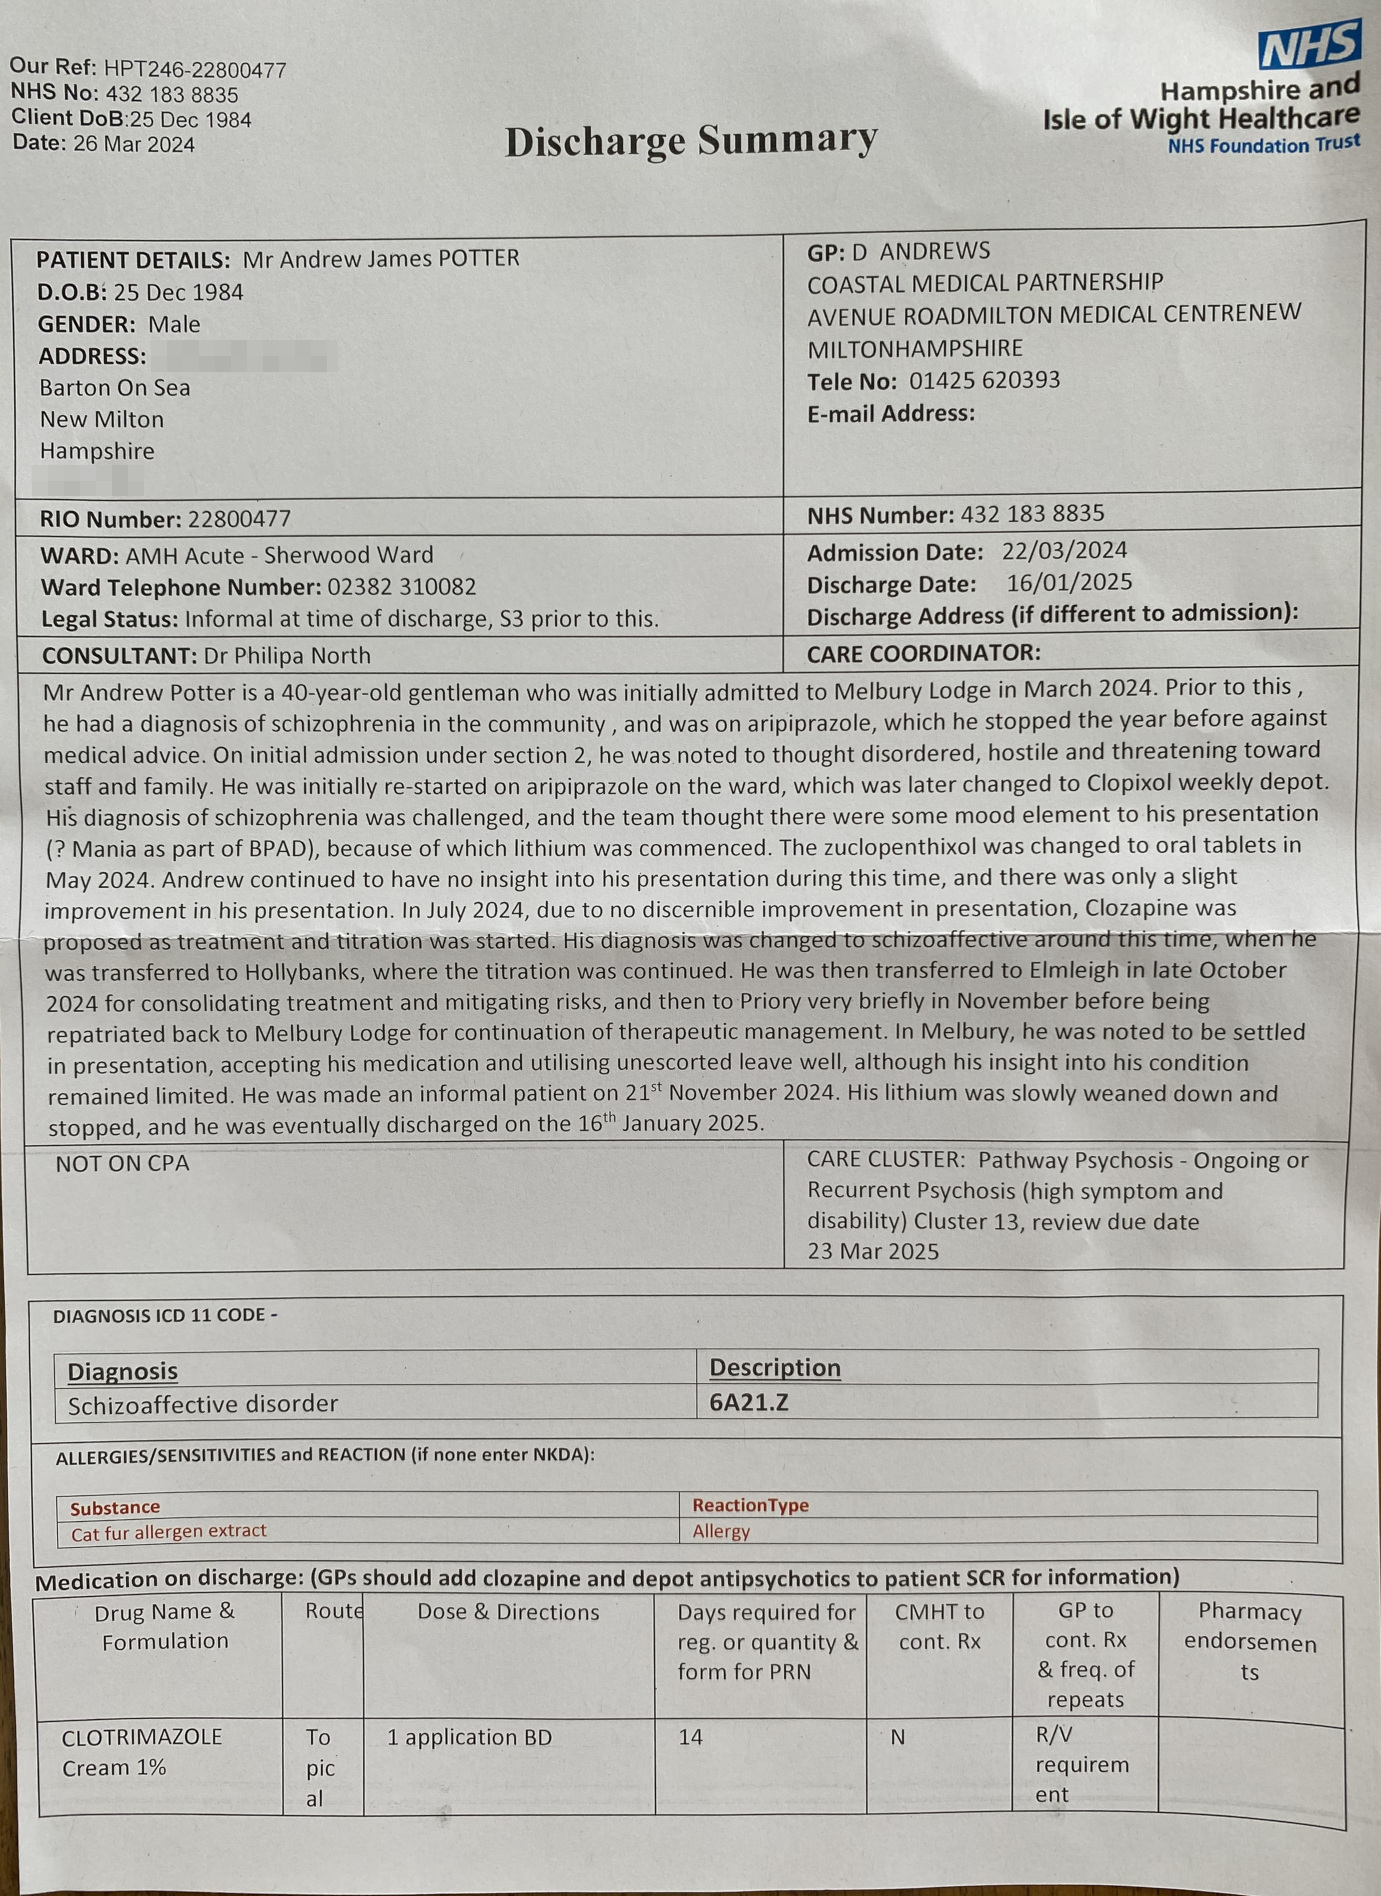 Our Ref: HPT246-22800477
NHS No: 432 183 8835
Client DoB:25 Dec 1984
Date: 26 Mar 2024
NHS
Hampshire and
Isle of Wight Healthcare
NHS Foundation Trust
Discharge Summary
PATIENT DETAILS: Mr Andrew James POTTER
D.O.B: 25 Dec 1984
GENDER: Male
ADDRESS:
Barton On Sea
New Milton
Hampshire
GP: D ANDREWS
COASTAL MEDICAL PARTNERSHIP
AVENUE ROADMILTON MEDICAL CENTRENEW
MILTONHAMPSHIRE
Tele No: 01425 620393
E-mail Address:
RIO Number: 22800477
NHS Number: 432 183 8835
WARD: AMH Acute - Sherwood Ward
Ward Telephone Number: 02382 310082
Legal Status: Informal at time of discharge, S3 prior to this.
Admission Date: 22/03/2024
Discharge Date: 16/01/2025
Discharge Address (if different to admission):
CONSULTANT: Dr Philipa North
CARE COORDINATOR:
Mr Andrew Potter is a 40-year-old gentleman who was initially admitted to Melbury Lodge in March 2024. Prior to this ,
he had a diagnosis of schizophrenia in the community , and was on aripiprazole, which he stopped the year before against
medical advice. On initial admission under section 2, he was noted to thought disordered, hostile and threatening toward
staff and family. He was initially re-started on aripiprazole on the ward, which was later changed to Clopixol weekly depot.
His diagnosis of schizophrenia was challenged, and the team thought there were some mood element to his presentation
(? Mania as part of BPAD), because of which lithium was commenced. The zuclopenthixol was changed to oral tablets in
May 2024. Andrew continued to have no insight into his presentation during this time, and there was only a slight
improvement in his presentation. In July 2024, due to no discernible improvement in presentation, Clozapine was
proposed as treatment and titration was started. His diagnosis was changed to schizoaffective around this time, when he
was transferred to Hollybanks, where the titration was continued. He was then transferred to Elmleigh in late October
2024 for consolidating treatment and mitigating risks, and then to Priory very briefly in November before being
repatriated back to Melbury Lodge for continuation of therapeutic management. In Melbury, he was noted to be settled
in presentation, accepting his medication and utilising unescorted leave well, although his insight into his condition
remained limited. He was made an informal patient on 21st November 2024. His lithium was slowly weaned down and
stopped, and he was eventually discharged on the 16th January 2025.
NOT ON CPA
CARE CLUSTER: Pathway Psychosis - Ongoing or
Recurrent Psychosis (high symptom and
disability) Cluster 13, review due date
23 Mar 2025
DIAGNOSIS ICD 11 CODE -
Diagnosis
Description
Schizoaffective disorder
6A21.Z
ALLERGIES/SENSITIVITIES and REACTION (if none enter NKDA):
Substance
ReactionType
Cat fur allergen extract
Allergy
Medication on discharge: (GPs should add clozapine and depot antipsychotics to patient SCR for information)
Drug Name &
Formulation
Route
Dose & Directions
Days required for
reg. or quantity &
form for PRN
CMHT to
cont. Rx
GP to
cont. Rx
& freq. of
repeats
Pharmacy
endorsemen
ts
CLOTRIMAZOLE
Cream 1%
To
pic
al
1 application BD
14
N
R/V
requirem
ent